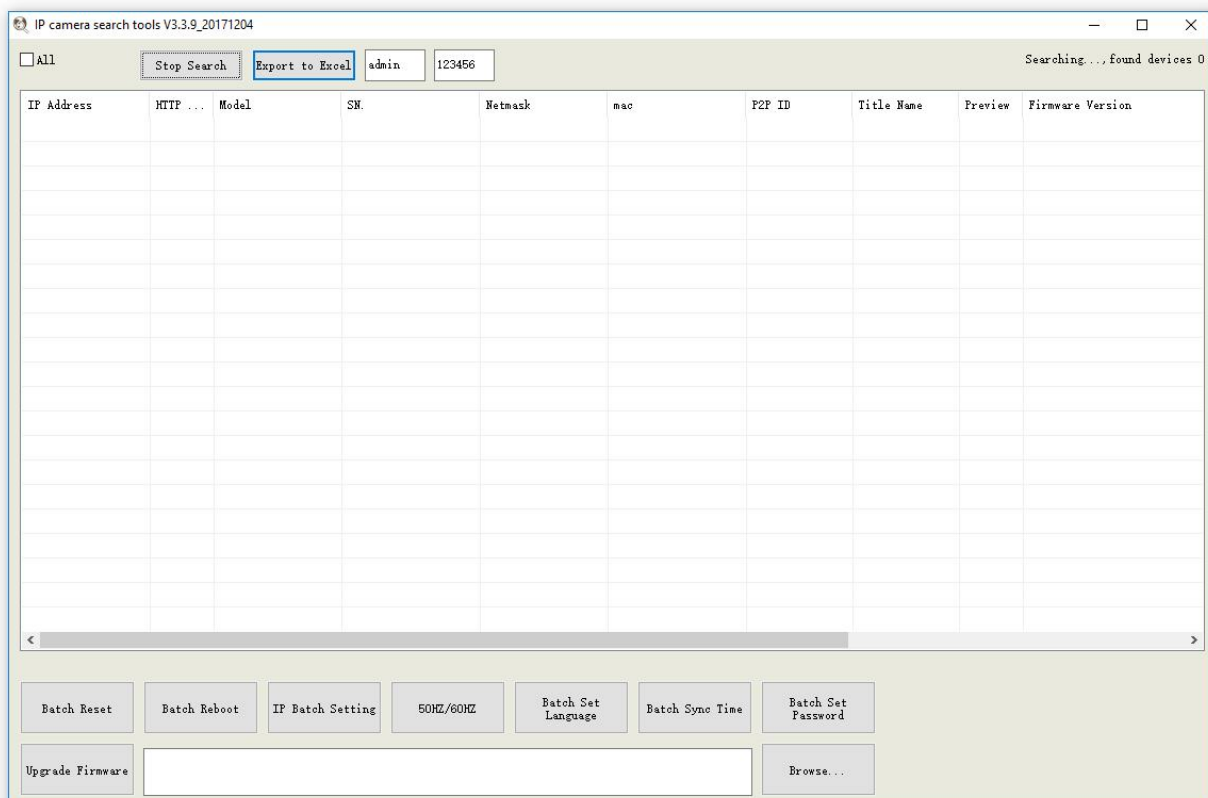 IP camera search tools V3.3.9_20171204
All
Stop Search
Export to Excel
admin
123456
Searching..., found devices 0
IP Address
HTTP ...
Model
SN.
Netmask
mac
P2P ID
Title Name
Preview
Firmware Version
Batch Reset
Batch Reboot
IP Batch Setting
50HZ/60HZ
Batch Set
Language
Batch Sync Time
Batch Set
Password
Upgrade Firmware
Browse...